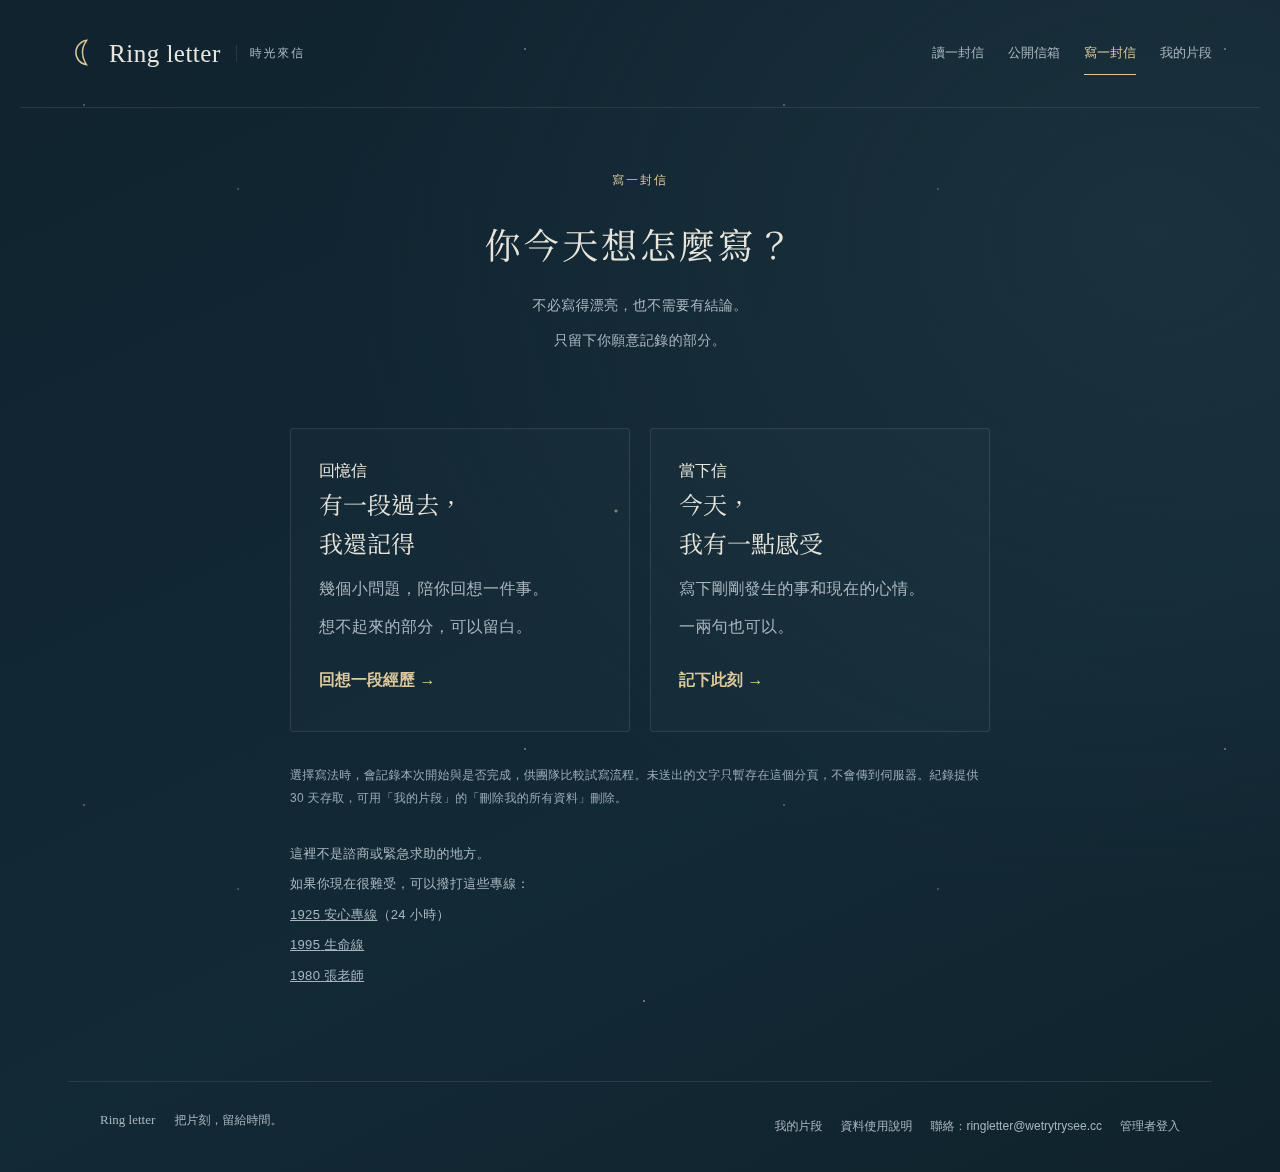 Ring letter
時光來信
讀一封信
公開信箱
寫一封信
我的片段
寫一封信
你今天想怎麼寫？
不必寫得漂亮，也不需要有結論。
只留下你願意記錄的部分。
回憶信
有一段過去，
我還記得
幾個小問題，陪你回想一件事。
想不起來的部分，可以留白。
回想一段經歷 →
當下信
今天，
我有一點感受
寫下剛剛發生的事和現在的心情。
一兩句也可以。
記下此刻 →
選擇寫法時，會記錄本次開始與是否完成，供團隊比較試寫流程。未送出的文字只暫存在這個分頁，不會傳到伺服器。紀錄提供
30 天存取，可用「我的片段」的「刪除我的所有資料」刪除。
這裡不是諮商或緊急求助的地方。
如果你現在很難受，可以撥打這些專線：
1925 安心專線（24 小時）
1995 生命線
1980 張老師
Ring letter
把片刻，留給時間。
我的片段
資料使用說明
聯絡：ringletter@wetrytrysee.cc
管理者登入